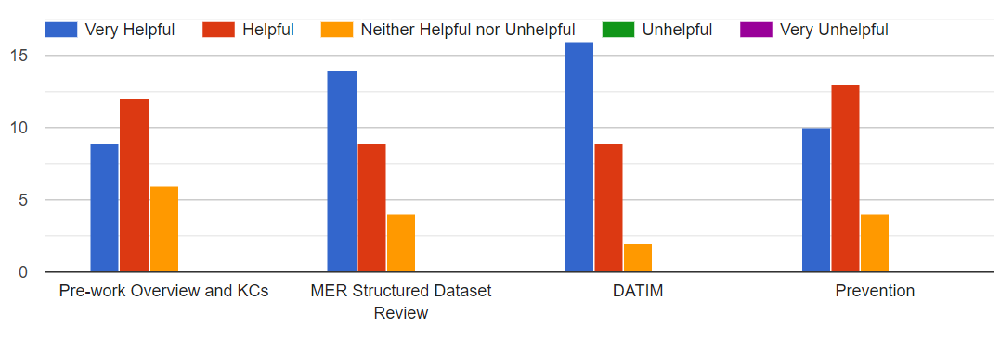 Very Helpful Helpful Neither Helpful nor Unhelpful Unhelpful Very Unhelpful
15
10
5
0
Pre-work Overview and KCs MER Structured Dataset DATIM Prevention
Review